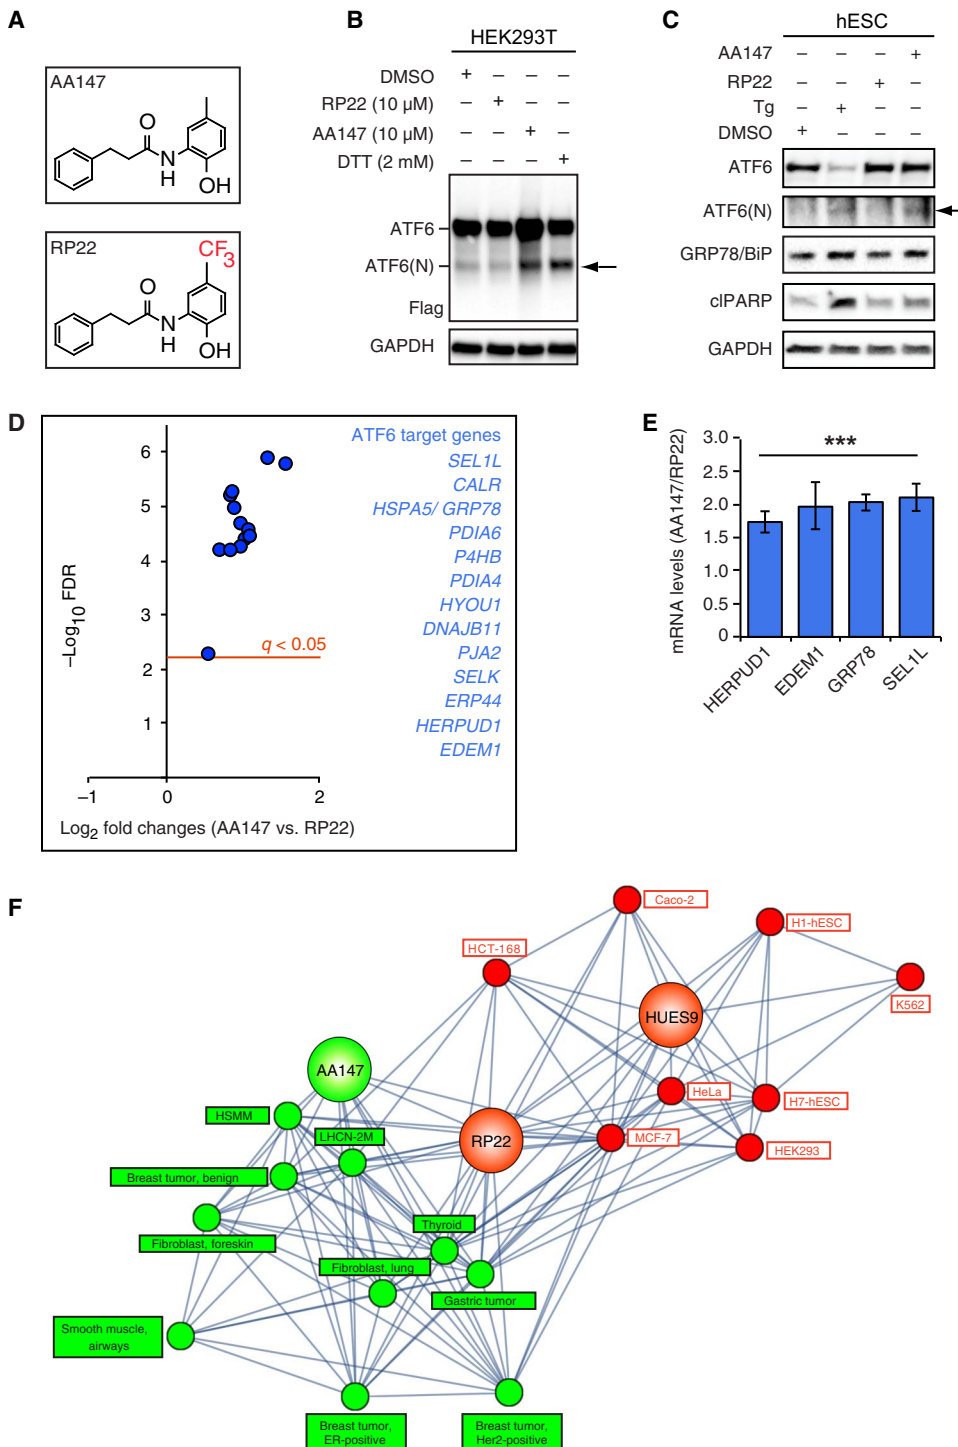 A
AA147
O
N
H
OH
RP22
CF3
O
N
H
OH
B
HEK293T
DMSO + − − −
RP22 (10 µM) − + − −
AA147 (10 µM) − − + −
DTT (2 mM) − − − +
ATF6
ATF6(N)
Flag
GAPDH
C
hESC
AA147 − − − +
RP22 − − + −
Tg − + − −
DMSO + − − −
ATF6
ATF6(N)
GRP78/BiP
clPARP
GAPDH
D
−Log10 FDR
6
5
4
3
2
1
−1 0 2
q < 0.05
Log2 fold changes (AA147 vs. RP22)
ATF6 target genes
SEL1L
CALR
HSPA5/ GRP78
PDIA6
P4HB
PDIA4
HYOU1
DNAJB11
PJA2
SELK
ERP44
HERPUD1
EDEM1
E
mRNA levels (AA147/RP22)
3.0
2.5
2.0
1.5
1.0
0.5
0
***
HERPUD1
EDEM1
GRP78
SEL1L
F
Caco-2
H1-hESC
HCT-168
K562
HUES9
AA147
HeLa
H7-hESC
HSMM
LHCN-2M
RP22
MCF-7
HEK293
Breast tumor, benign
Thyroid
Fibroblast, foreskin
Fibroblast, lung
Gastric tumor
Smooth muscle,
airways
Breast tumor,
ER-positive
Breast tumor,
Her2-positive